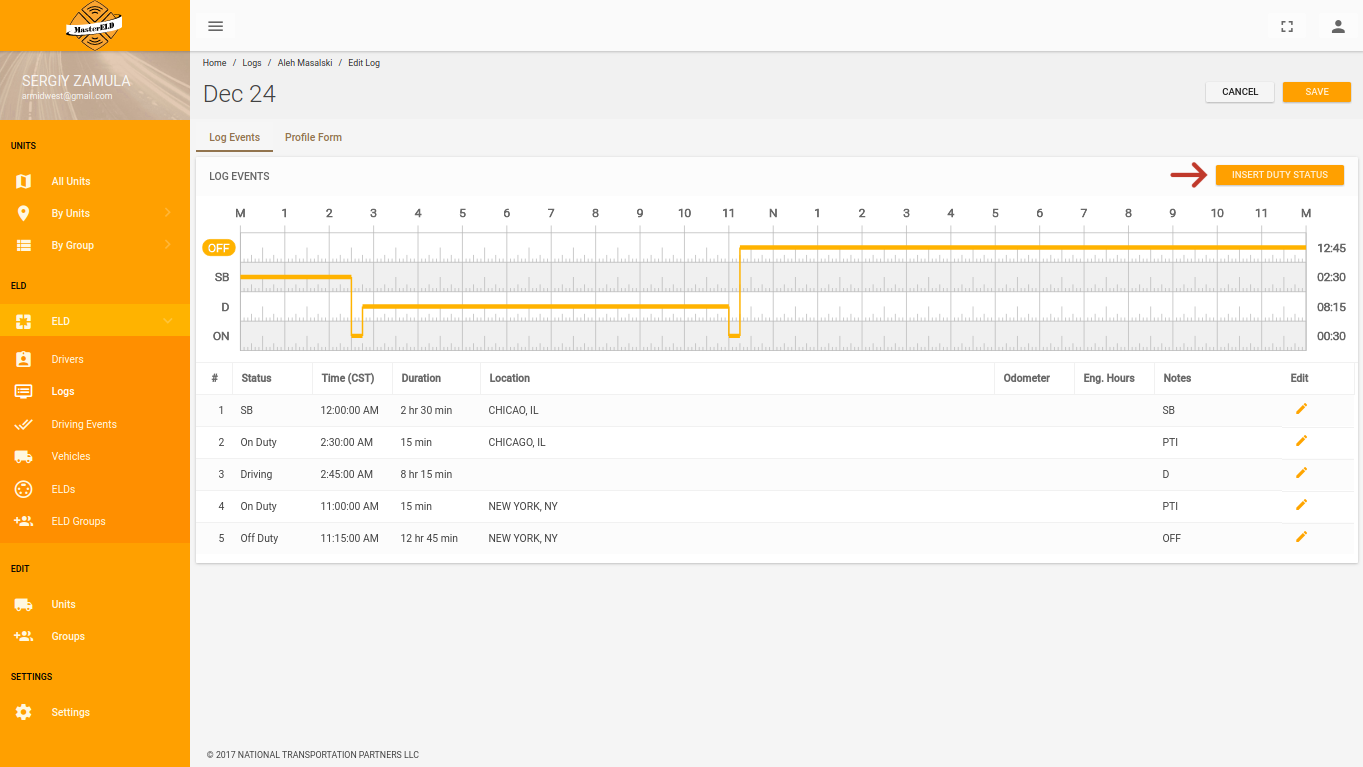 MasterELD
SERGIY ZAMULA
armidwest@gmail.com
UNITS
All Units
By Units
By Group
ELD
ELD
Drivers
Logs
Driving Events
Vehicles
ELDs
ELD Groups
EDIT
Units
Groups
SETTINGS
Settings
Home / Logs / Aleh Masalski / Edit Log
Dec 24
CANCEL SAVE
Log Events Profile Form
LOG EVENTS INSERT DUTY STATUS
M 1 2 3 4 5 6 7 8 9 10 11 N 1 2 3 4 5 6 7 8 9 10 11 M
OFF 12:45
SB 02:30
D 08:15
ON 00:30
# Status Time (CST) Duration Location Odometer Eng. Hours Notes Edit
1 SB 12:00:00 AM 2 hr 30 min CHICAO, IL SB
2 On Duty 2:30:00 AM 15 min CHICAGO, IL PTI
3 Driving 2:45:00 AM 8 hr 15 min D
4 On Duty 11:00:00 AM 15 min NEW YORK, NY PTI
5 Off Duty 11:15:00 AM 12 hr 45 min NEW YORK, NY OFF
© 2017 NATIONAL TRANSPORTATION PARTNERS LLC